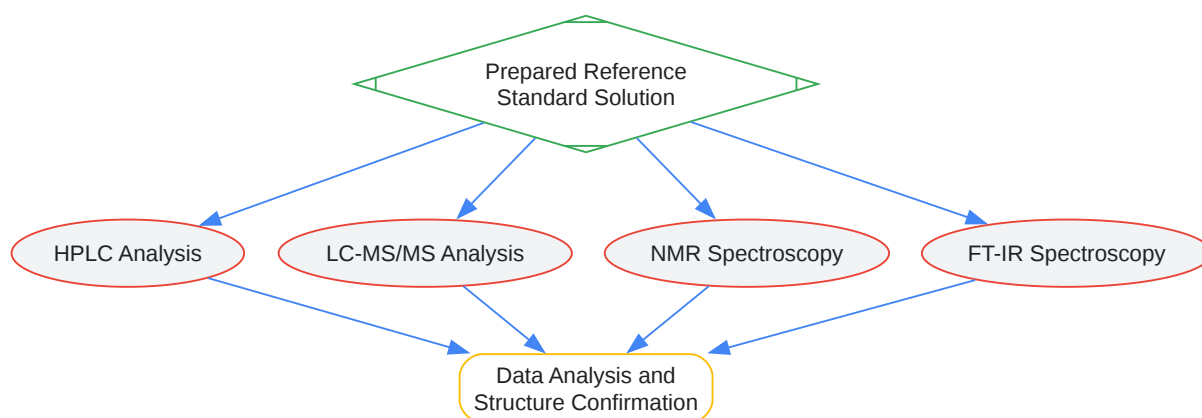 Prepared Reference
Standard Solution
HPLC Analysis
LC-MS/MS Analysis
NMR Spectroscopy
FT-IR Spectroscopy
Data Analysis and
Structure Confirmation